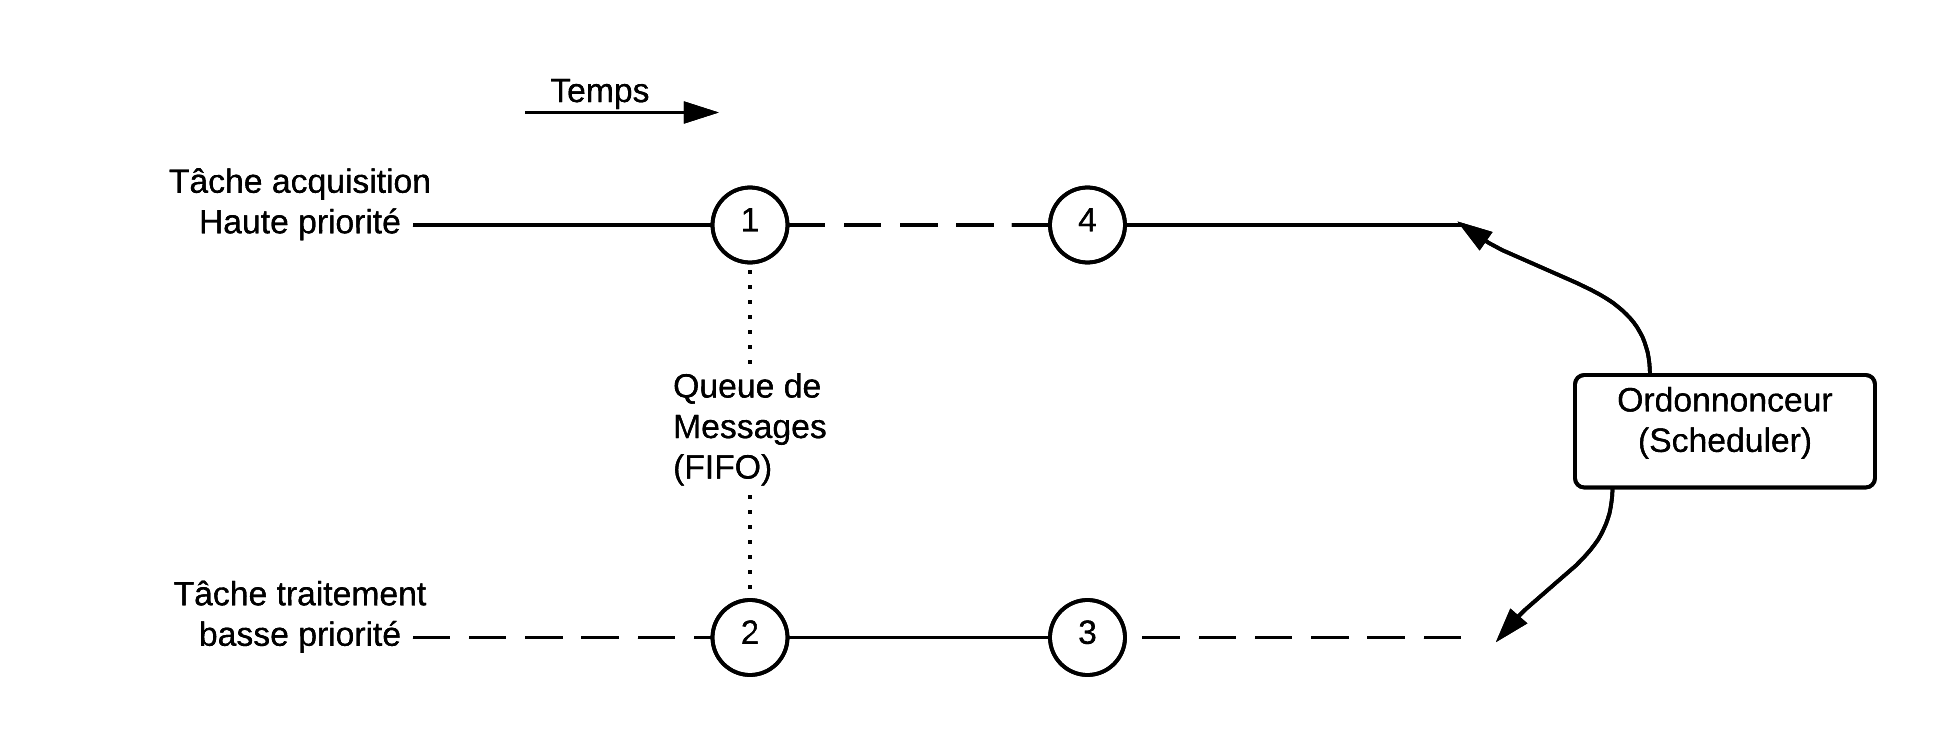 Temps
Tâche acquisition
Haute priorité
1
4
Queue de
Messages
(FIFO)
Ordonnonceur
(Scheduler)
Tâche traitement
basse priorité
2
3